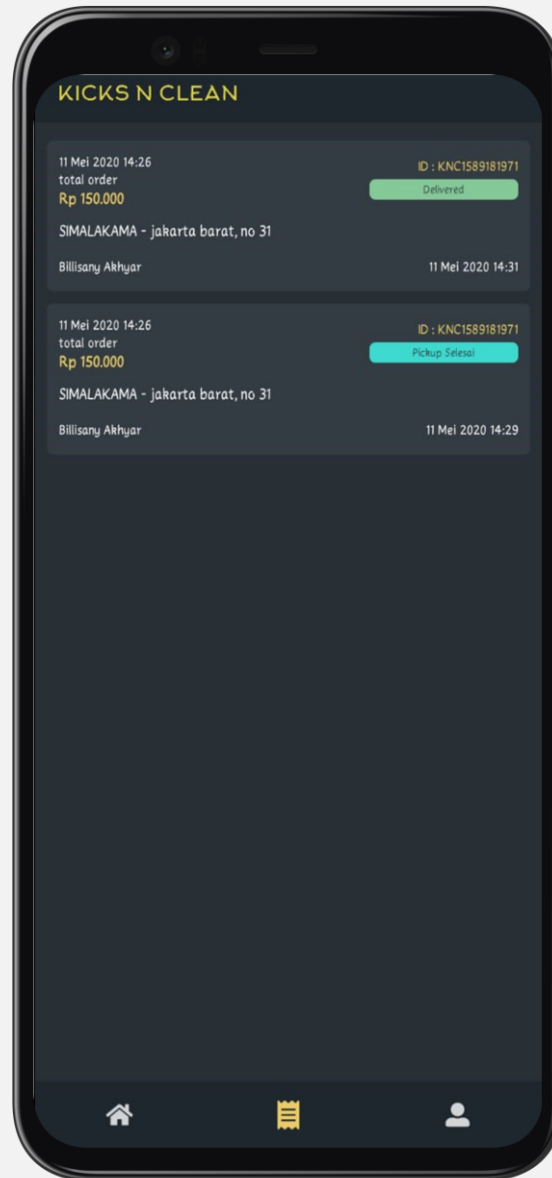 KICKS N CLEAN
11 Mei 2020 14:26
total order
Rp 150.000
ID : KNC1589181971
Delivered
SIMALAKAMA - jakarta barat, no 31
Billisany Akhyar
11 Mei 2020 14:31
11 Mei 2020 14:26
total order
Rp 150.000
ID : KNC1589181971
Pickup Selesai
SIMALAKAMA - jakarta barat, no 31
Billisany Akhyar
11 Mei 2020 14:29